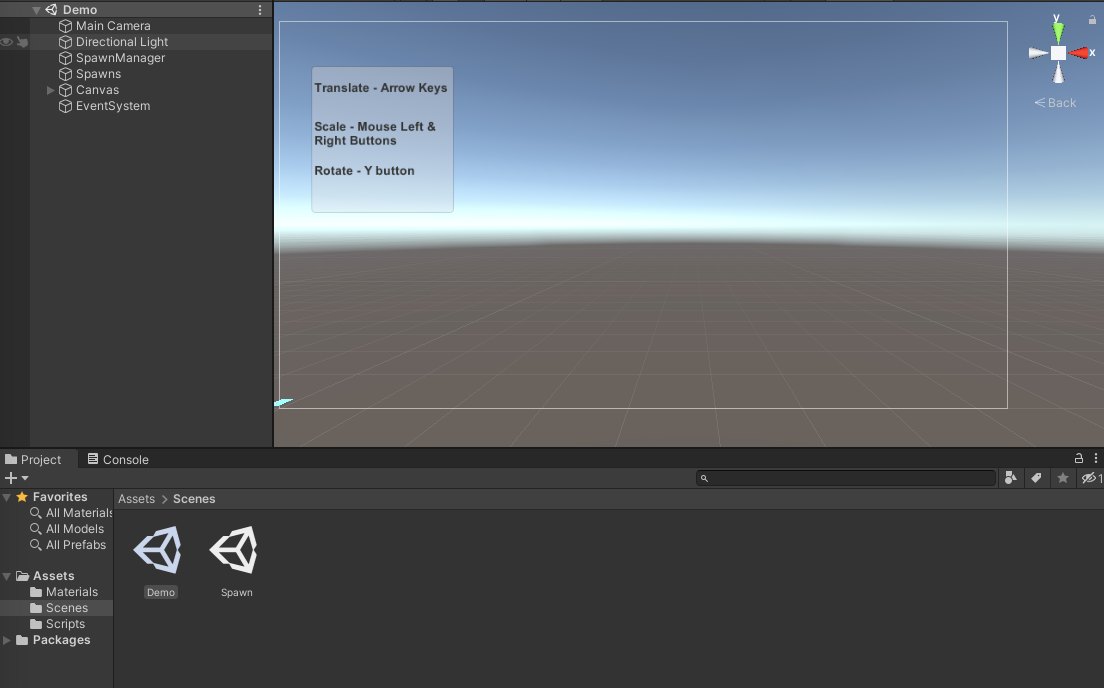 Demo
Main Camera
Directional Light
SpawnManager
Spawns
Canvas
EventSystem
Translate - Arrow Keys
Scale - Mouse Left &
Right Buttons
Rotate - Y button
y
x
Back
Project
Console
1
Favorites
All Materials
All Models
All Prefabs
Assets
Materials
Scenes
Scripts
Packages
Assets > Scenes
Demo
Spawn